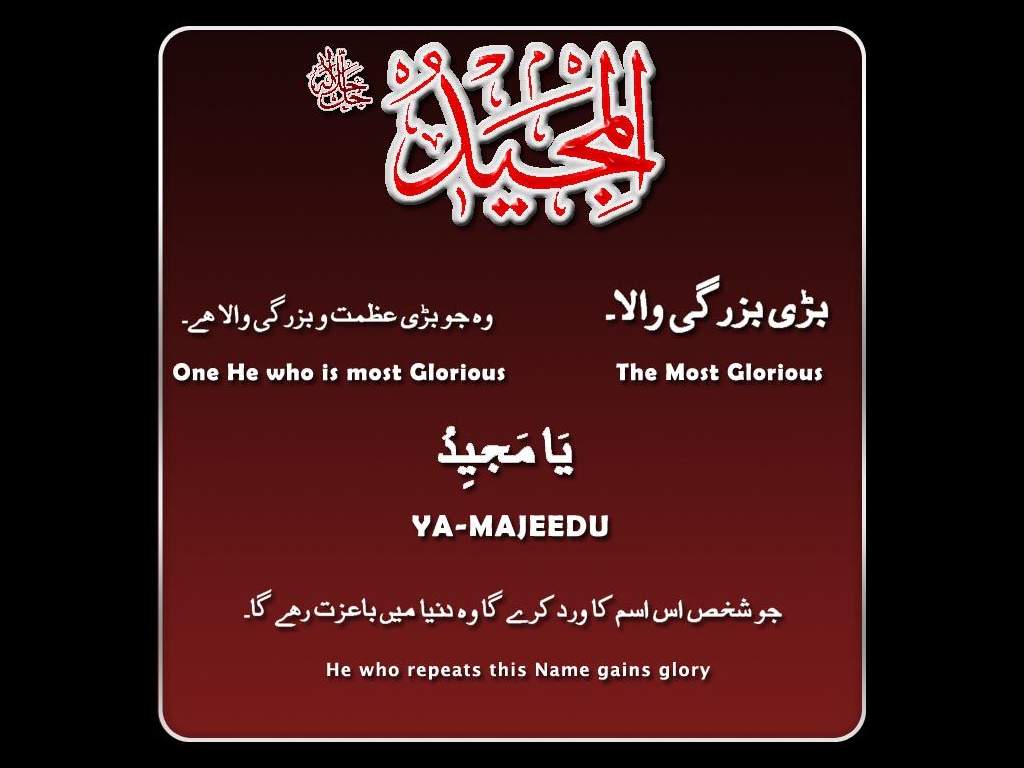 المجيدُ جل جلاله
بڑی بزرگی والا۔ وہ جو بڑی عظمت و بزرگی والا ھے۔
One He who is most Glorious The Most Glorious
يَا مَجِيدُ
YA-MAJEEDU
جو شخص اس اسم کا ورد کرے گا وہ دنیا میں باعزت رھے گا۔
He who repeats this Name gains glory